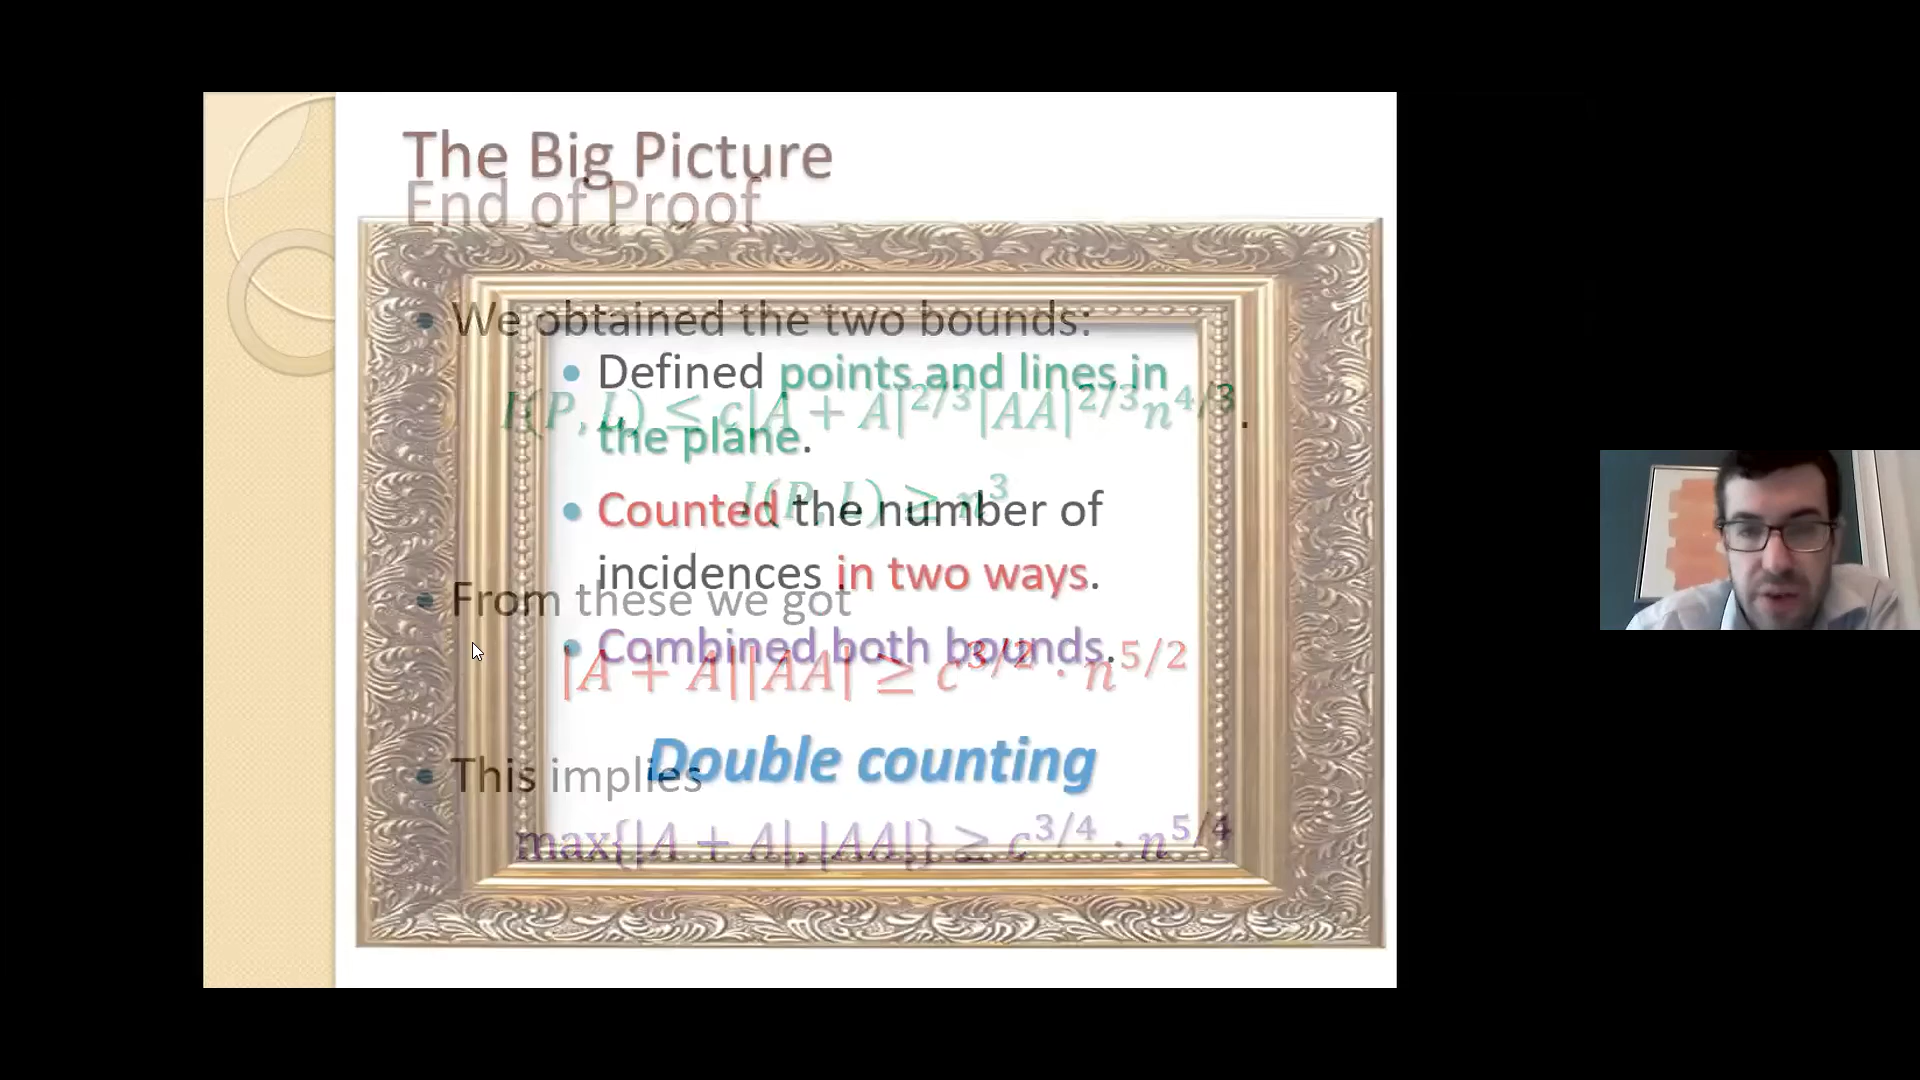 The Big Picture
End of Proof
• We obtained the two bounds:
• Defined points and lines in
I(P, L) ≤ c|A + A|^{2/3}|AA|^{2/3}n^{4/3}.
the plane.
I(P, L) ≥ n^3
• Counted the number of
incidences in two ways.
• From these we got
• Combined both bounds.
|A + A||AA| ≥ c^{3/2} · n^{5/2}
Double counting
• This implies
max{|A + A|, |AA|} ≥ c^{3/4} · n^{5/4}